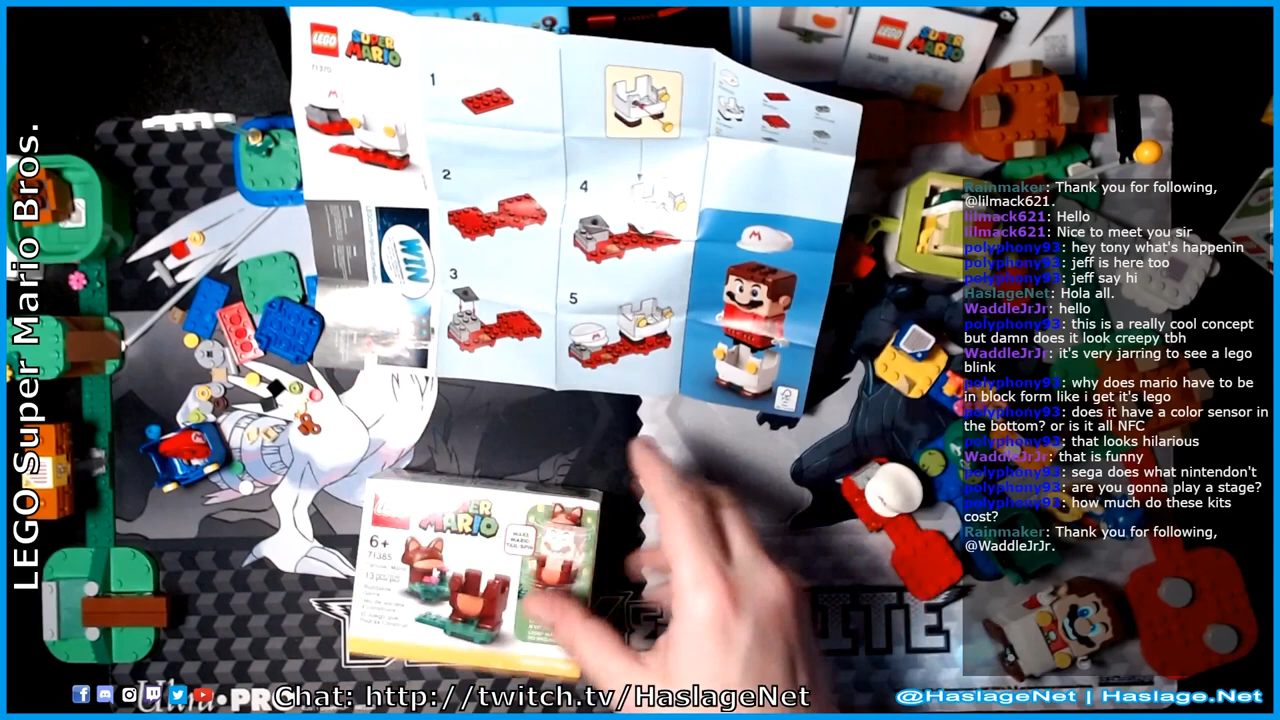 LEGO Super Mario Bros.
LEGO SUPER MARIO
1
2
3
4
5
WIN
LEGO SUPER MARIO
LEGO
SUPER MARIO
6+
71385
Rainmaker: Thank you for following,
@lilmack621.
lilmack621: Hello
lilmack621: Nice to meet you sir
polyphony93: hey tony what's happenin
polyphony93: jeff is here too
polyphony93: jeff say hi
HaslageNet: Hola all.
WaddleJrJr: hello
polyphony93: this is a really cool concept
but damn does it look creepy tbh
WaddleJrJr: it's very jarring to see a lego
blink
polyphony93: why does mario have to be
in block form like i get it's lego
polyphony93: does it have a color sensor in
the bottom? or is it all NFC
polyphony93: that looks hilarious
WaddleJrJr: that is funny
polyphony93: sega does what nintendon't
polyphony93: are you gonna play a stage?
polyphony93: how much do these kits
cost?
Rainmaker: Thank you for following,
@WaddleJrJr.
Chat: http://twitch.tv/HaslageNet
@HaslageNet | Haslage.Net